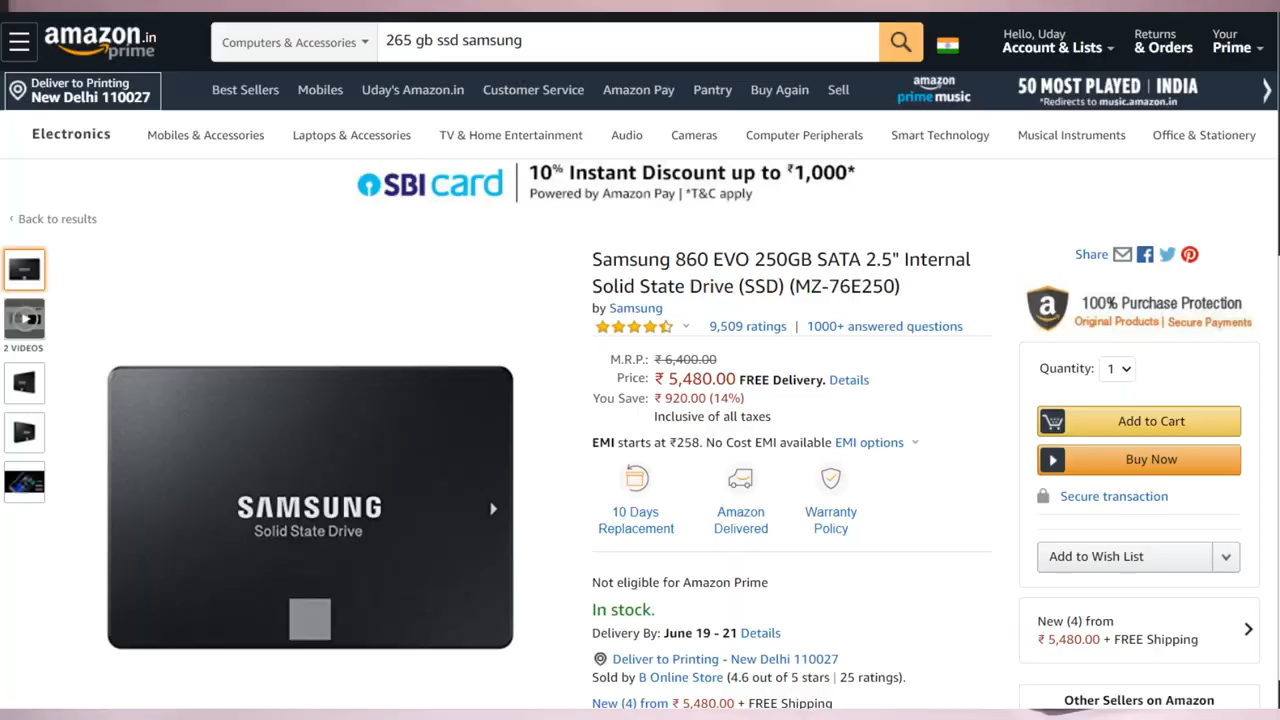 amazon.in
prime
Computers & Accessories
265 gb ssd samsung
Hello, Uday
Account & Lists
Returns
& Orders
Your
Prime
Deliver to Printing
New Delhi 110027
Best Sellers
Mobiles
Uday's Amazon.in
Customer Service
Amazon Pay
Pantry
Buy Again
Sell
amazon
prime music
50 MOST PLAYED | INDIA
*Redirects to music.amazon.in
Electronics
Mobiles & Accessories
Laptops & Accessories
TV & Home Entertainment
Audio
Cameras
Computer Peripherals
Smart Technology
Musical Instruments
Office & Stationery
SBI card
10% Instant Discount up to ₹1,000*
Powered by Amazon Pay | *T&C apply
‹ Back to results
2 VIDEOS
SAMSUNG
Solid State Drive
Samsung 860 EVO 250GB SATA 2.5" Internal
Solid State Drive (SSD) (MZ-76E250)
by Samsung
9,509 ratings | 1000+ answered questions
M.R.P.: ₹ 6,400.00
Price: ₹ 5,480.00 FREE Delivery. Details
You Save: ₹ 920.00 (14%)
Inclusive of all taxes
EMI starts at ₹258. No Cost EMI available EMI options
10 Days
Replacement
Amazon
Delivered
Warranty
Policy
Not eligible for Amazon Prime
In stock.
Delivery By: June 19 - 21 Details
Deliver to Printing - New Delhi 110027
Sold by B Online Store (4.6 out of 5 stars | 25 ratings).
New (4) from ₹ 5,480.00 + FREE Shipping
Share
a
100% Purchase Protection
Original Products | Secure Payments
Quantity: 1
Add to Cart
Buy Now
Secure transaction
Add to Wish List
New (4) from
₹ 5,480.00 + FREE Shipping
Other Sellers on Amazon